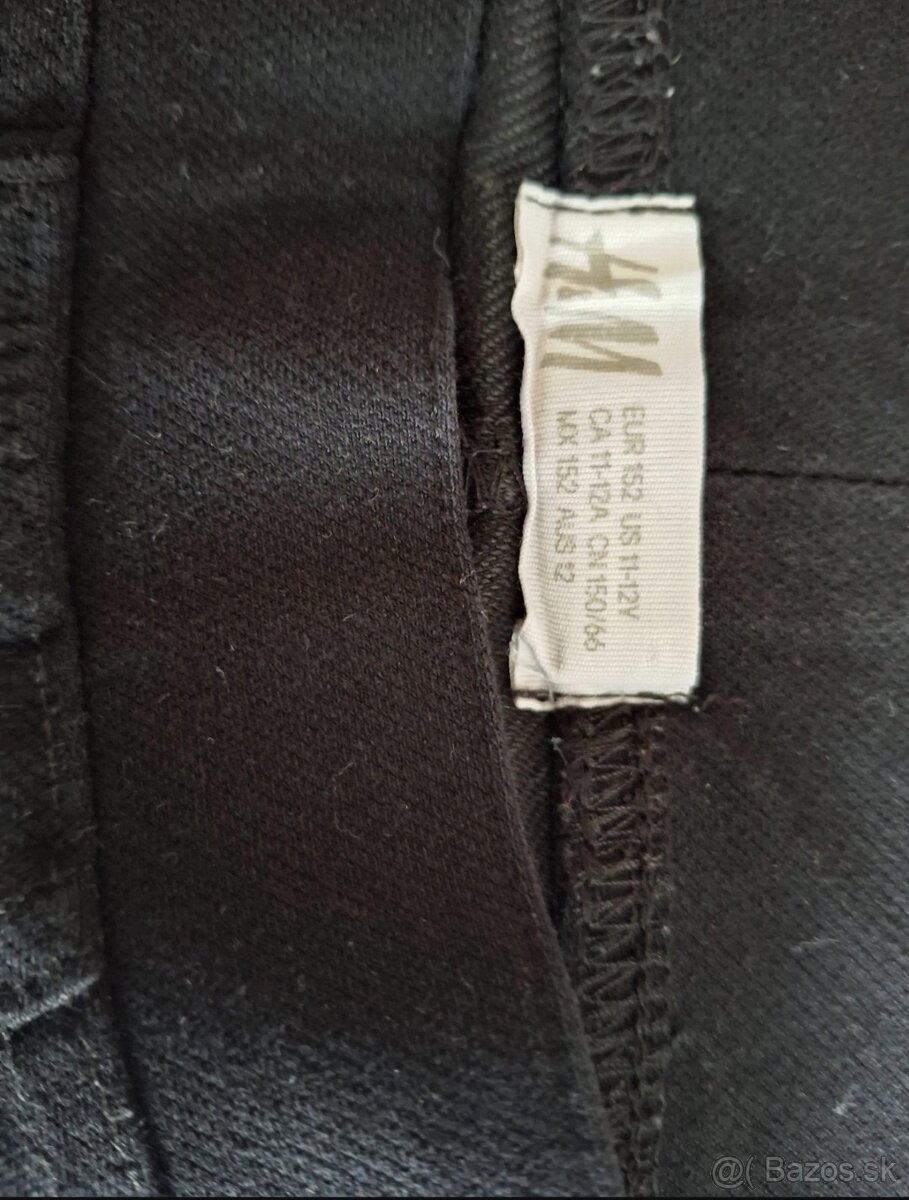 H&M
EUR 152 US 11-12Y
CA 11-12A CN 150/66
MX 152 AUS 12
@( Bazos.sk